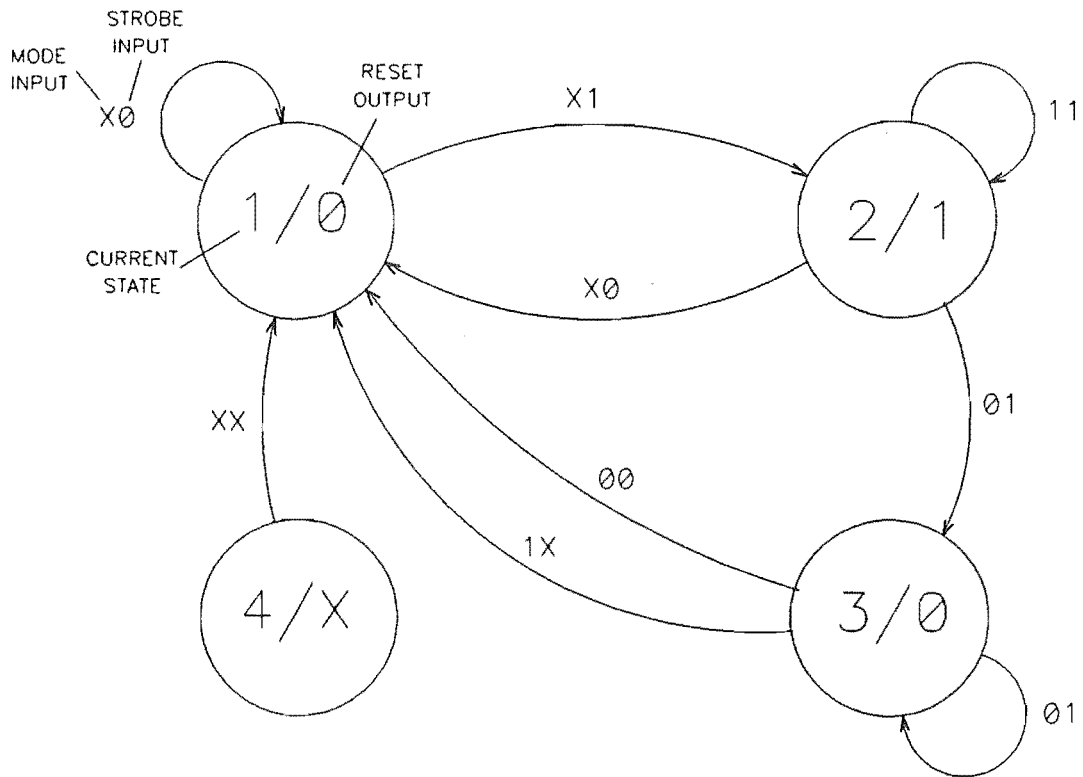 STROBE
INPUT
MODE
INPUT
X0
RESET
OUTPUT
X1
11
1/0
2/1
CURRENT
STATE
X0
XX
01
00
1X
4/X
3/0
01